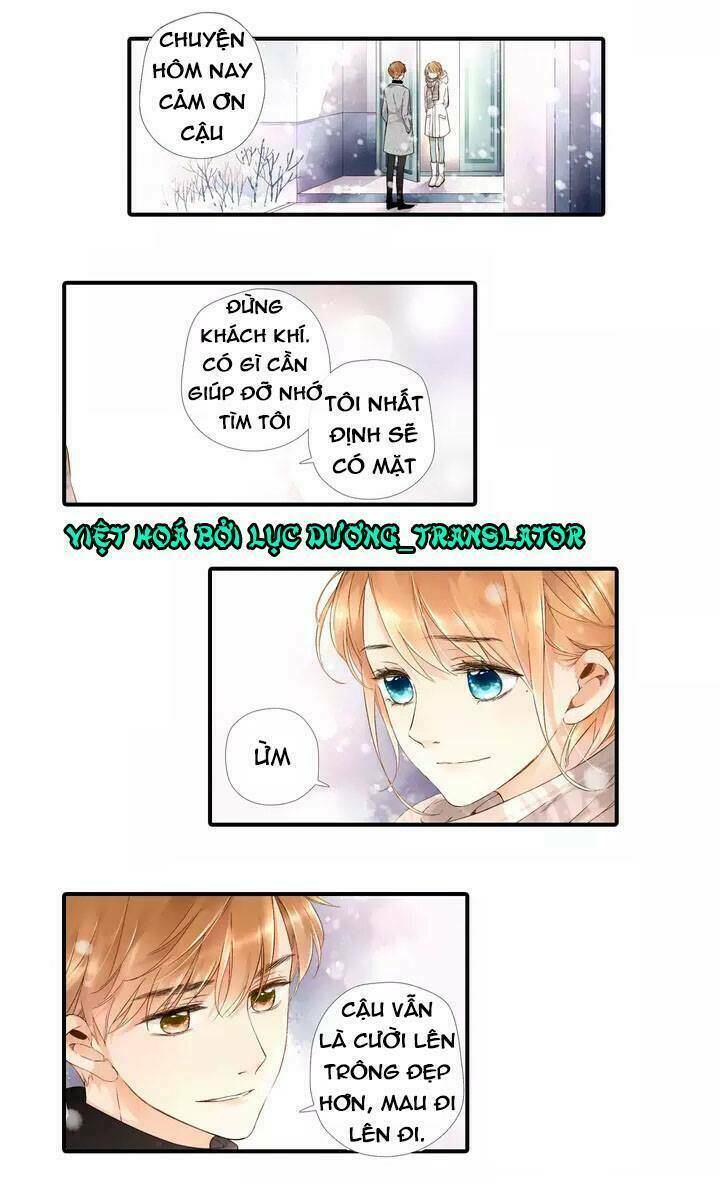 CHUYỆN
HÔM NAY
CẢM ƠN
CẬU
ĐỪNG
KHÁCH KHÍ.
CÓ GÌ CẦN
GIÚP ĐỠ NHỚ
TÌM TÔI
TÔI NHẤT
ĐỊNH SẼ
CÓ MẶT
VIỆT HOÁ BỞI LỤC DƯƠNG_TRANSLATOR
ỪM
CẬU VẪN
LÀ CƯỜI LÊN
TRÔNG ĐẸP
HƠN, MAU ĐI
LÊN ĐI.